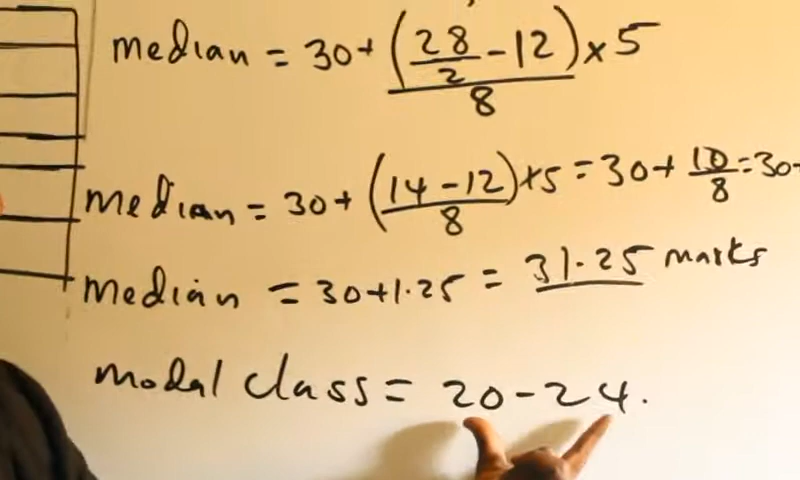 median = 30+ (28/2 - 12)/8 x 5
median = 30+ (14 - 12)/8 x5 = 30+ 10/8 = 30+
median = 30+1.25 = 31.25 marks
modal class = 20-24.